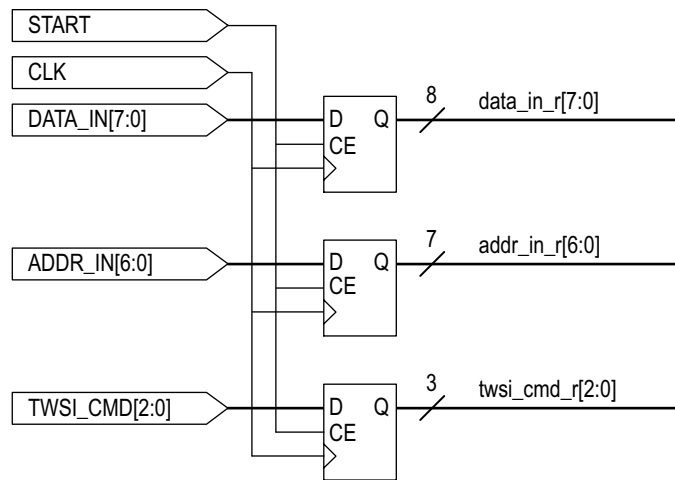 START
CLK
DATA_IN[7:0]
D Q
CE
8
data_in_r[7:0]
ADDR_IN[6:0]
D Q
CE
7
addr_in_r[6:0]
TWSI_CMD[2:0]
D Q
CE
3
twsi_cmd_r[2:0]